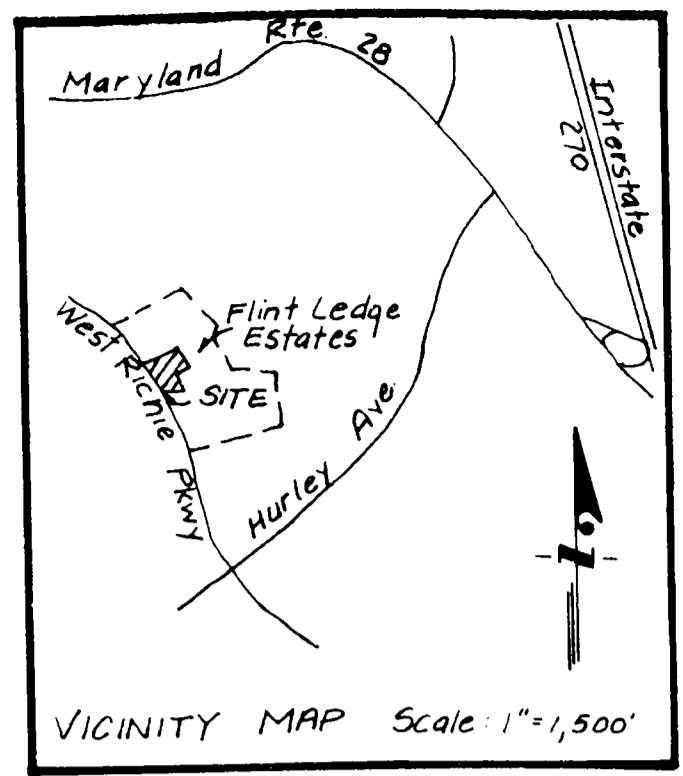 Maryland Rte. 28
Interstate
270
Flint Ledge
Estates
West Richie Pkwy
SITE
Hurley Ave.
VICINITY MAP Scale: 1"=1,500'